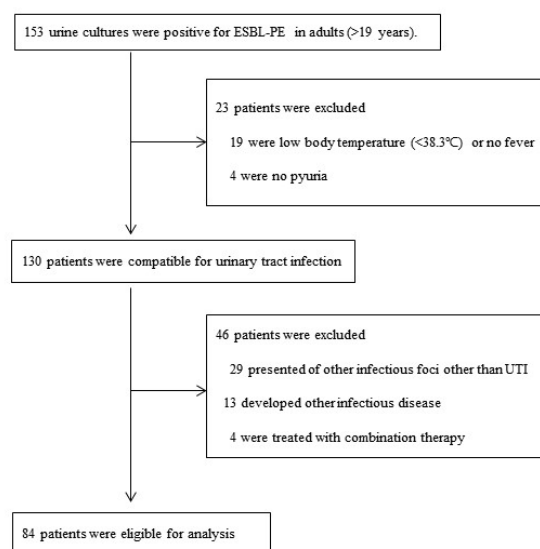 153 urine cultures were positive for ESBL-PE in adults (>19 years).
23 patients were excluded
19 were low body temperature (<38.3℃) or no fever
4 were no pyuria
130 patients were compatible for urinary tract infection
46 patients were excluded
29 presented of other infectious foci other than UTI
13 developed other infectious disease
4 were treated with combination therapy
84 patients were eligible for analysis